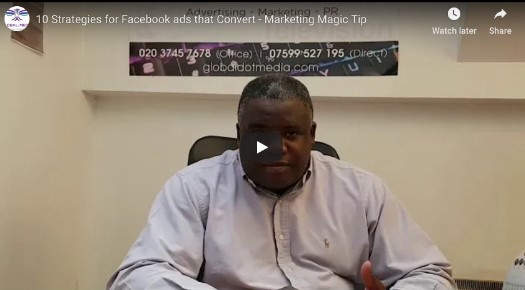 10 Strategies for Facebook ads that Convert - Marketing Magic Tip
Watch later
Share
Advertising - Marketing - PR
020 3745 7678 (Office) | 07599 527 195 (Direct)
globaldotmedia.com